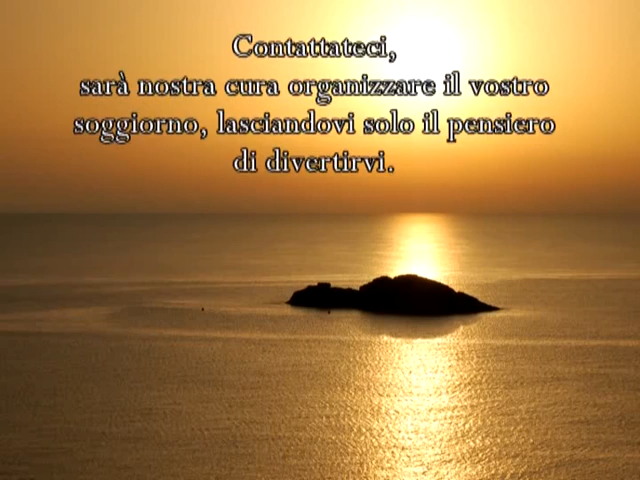 Contattateci,
sarà nostra cura organizzare il vostro
soggiorno, lasciandovi solo il pensiero
di divertirvi.